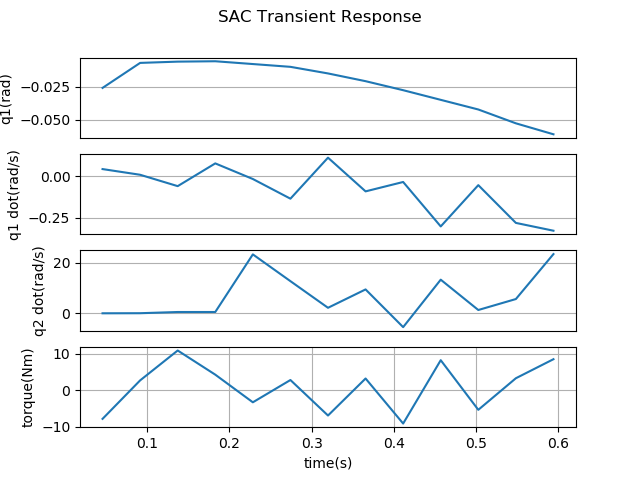 SAC Transient Response
q1(rad)
−0.025
−0.050
q1 dot(rad/s)
0.00
−0.25
q2 dot(rad/s)
20
0
torque(Nm)
10
0
−10
0.1 0.2 0.3 0.4 0.5 0.6
time(s)